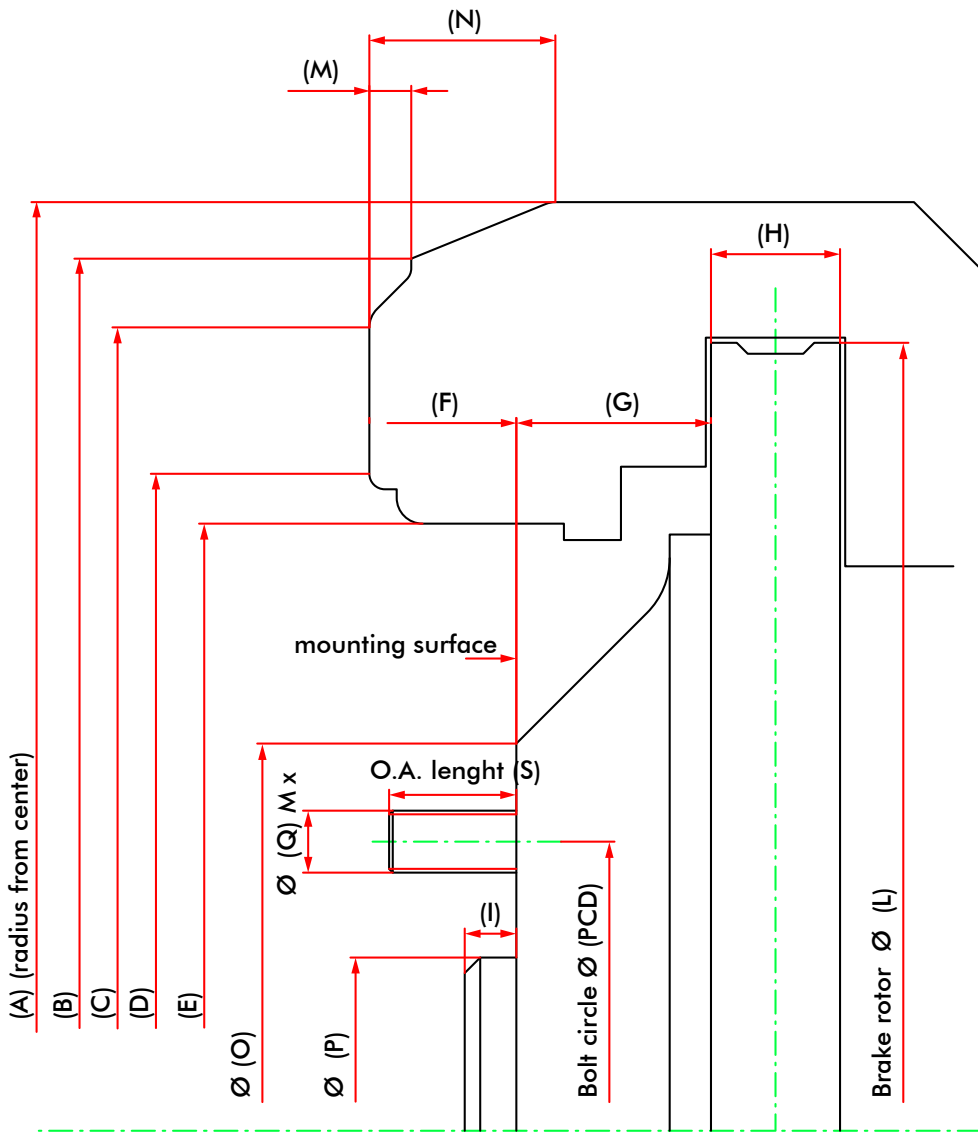 (N)
(M)
(H)
(F)
(G)
mounting surface
O.A. lenght (S)
Ø (Q) M x
(I)
(A) (radius from center)
(B)
(C)
(D)
(E)
Ø (O)
Ø (P)
Bolt circle Ø (PCD)
Brake rotor Ø (L)